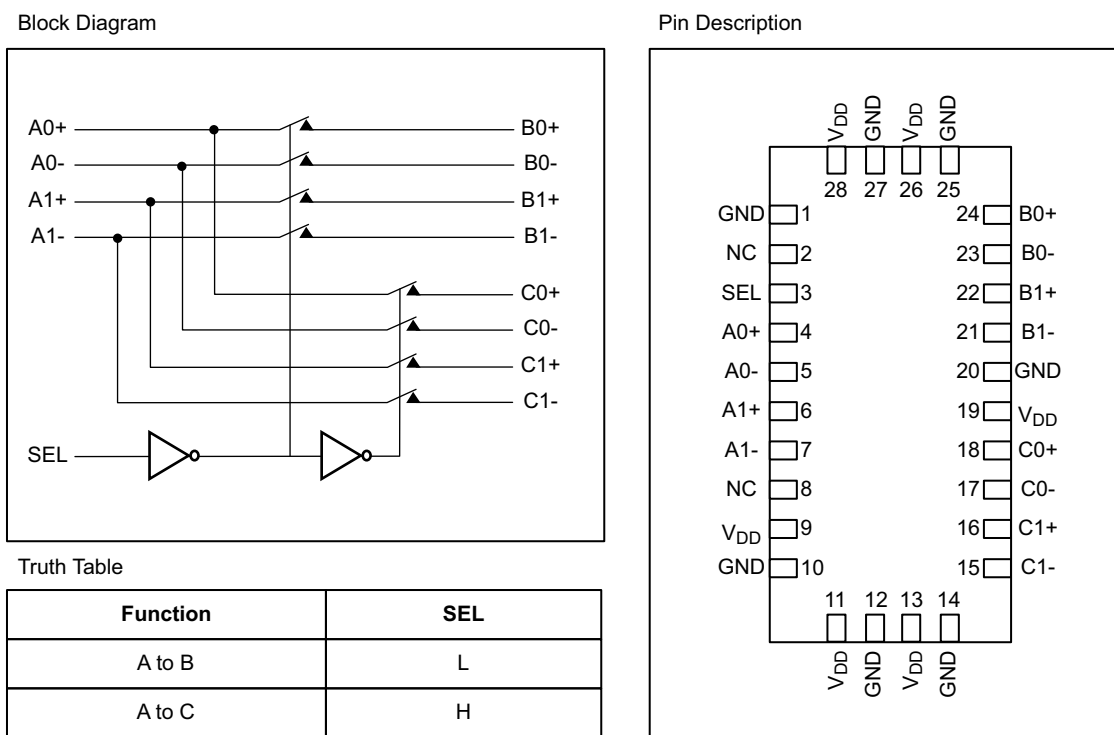 Block Diagram
A0+ B0+
A0- B0-
A1+ B1+
A1- B1-
C0+
C0-
C1+
C1-
SEL
Truth Table
Function SEL
A to B L
A to C H
Pin Description
VDD GND VDD GND
28 27 26 25
GND 1 24 B0+
NC 2 23 B0-
SEL 3 22 B1+
A0+ 4 21 B1-
A0- 5 20 GND
A1+ 6 19 VDD
A1- 7 18 C0+
NC 8 17 C0-
VDD 9 16 C1+
GND 10 15 C1-
11 12 13 14
VDD GND VDD GND